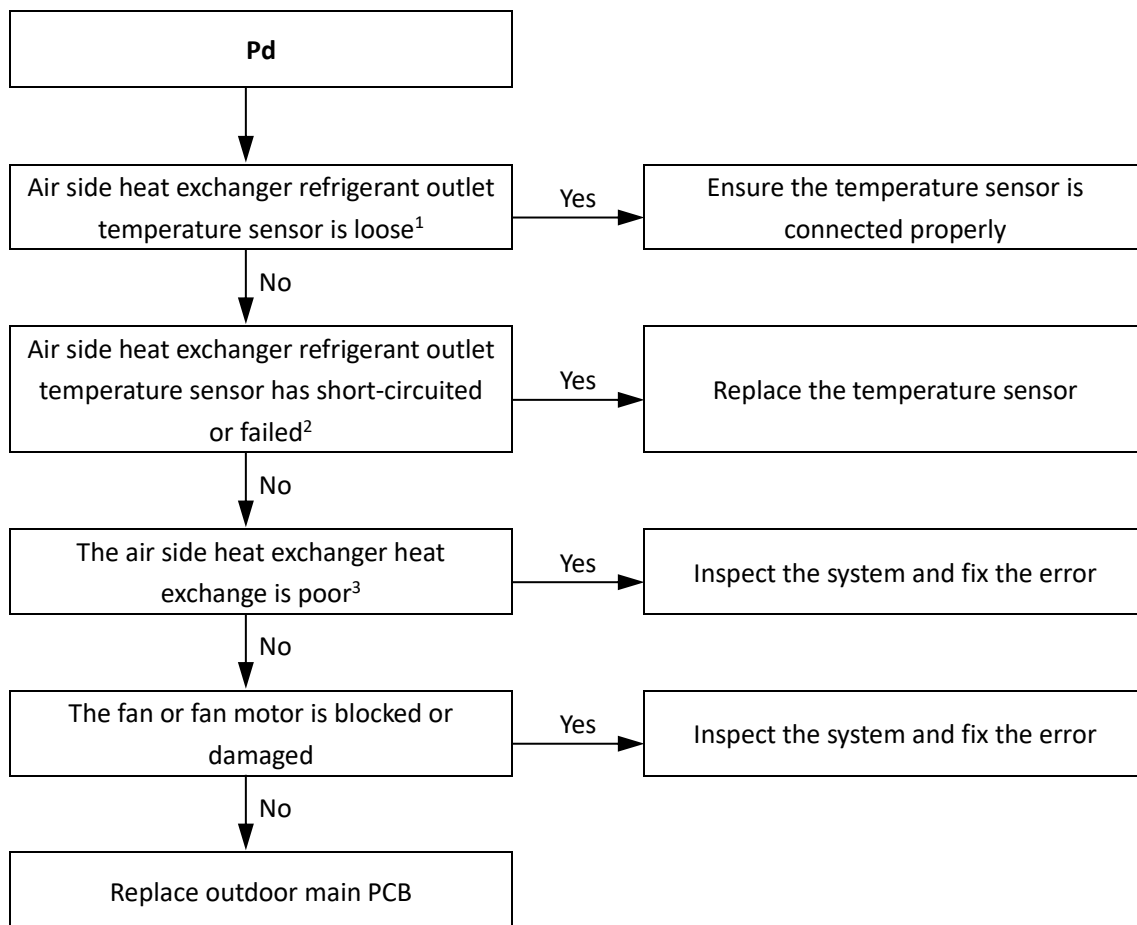 Pd
Air side heat exchanger refrigerant outlet
temperature sensor is loose¹
Yes
Ensure the temperature sensor is
connected properly
No
Air side heat exchanger refrigerant outlet
temperature sensor has short-circuited
or failed²
Yes
Replace the temperature sensor
No
The air side heat exchanger heat
exchange is poor³
Yes
Inspect the system and fix the error
No
The fan or fan motor is blocked or
damaged
Yes
Inspect the system and fix the error
No
Replace outdoor main PCB